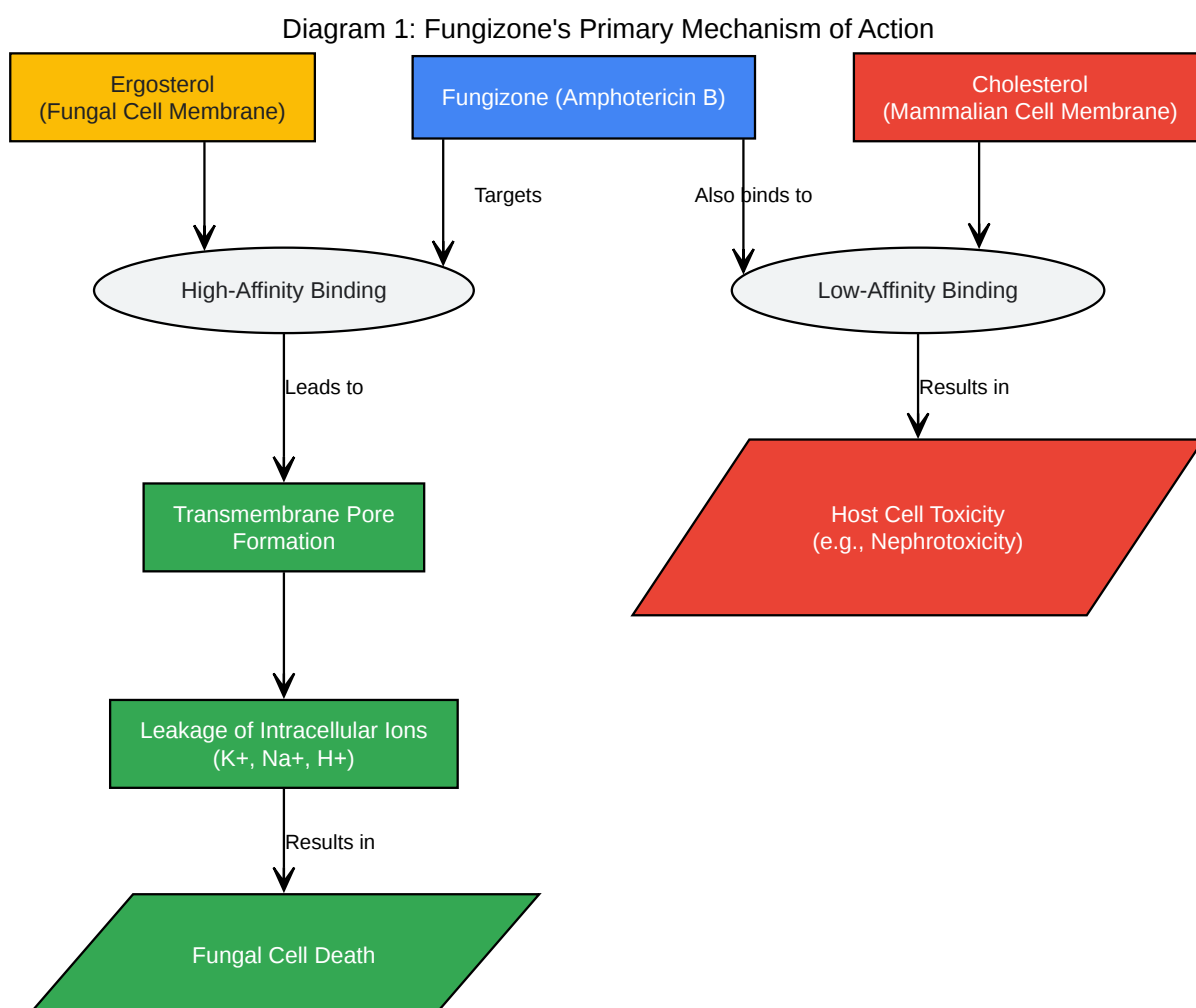 Diagram 1: Fungizone's Primary Mechanism of Action
Ergosterol
(Fungal Cell Membrane)
Fungizone (Amphotericin B)
Cholesterol
(Mammalian Cell Membrane)
Targets
Also binds to
High-Affinity Binding
Low-Affinity Binding
Leads to
Results in
Transmembrane Pore
Formation
Host Cell Toxicity
(e.g., Nephrotoxicity)
Leakage of Intracellular Ions
(K+, Na+, H+)
Results in
Fungal Cell Death